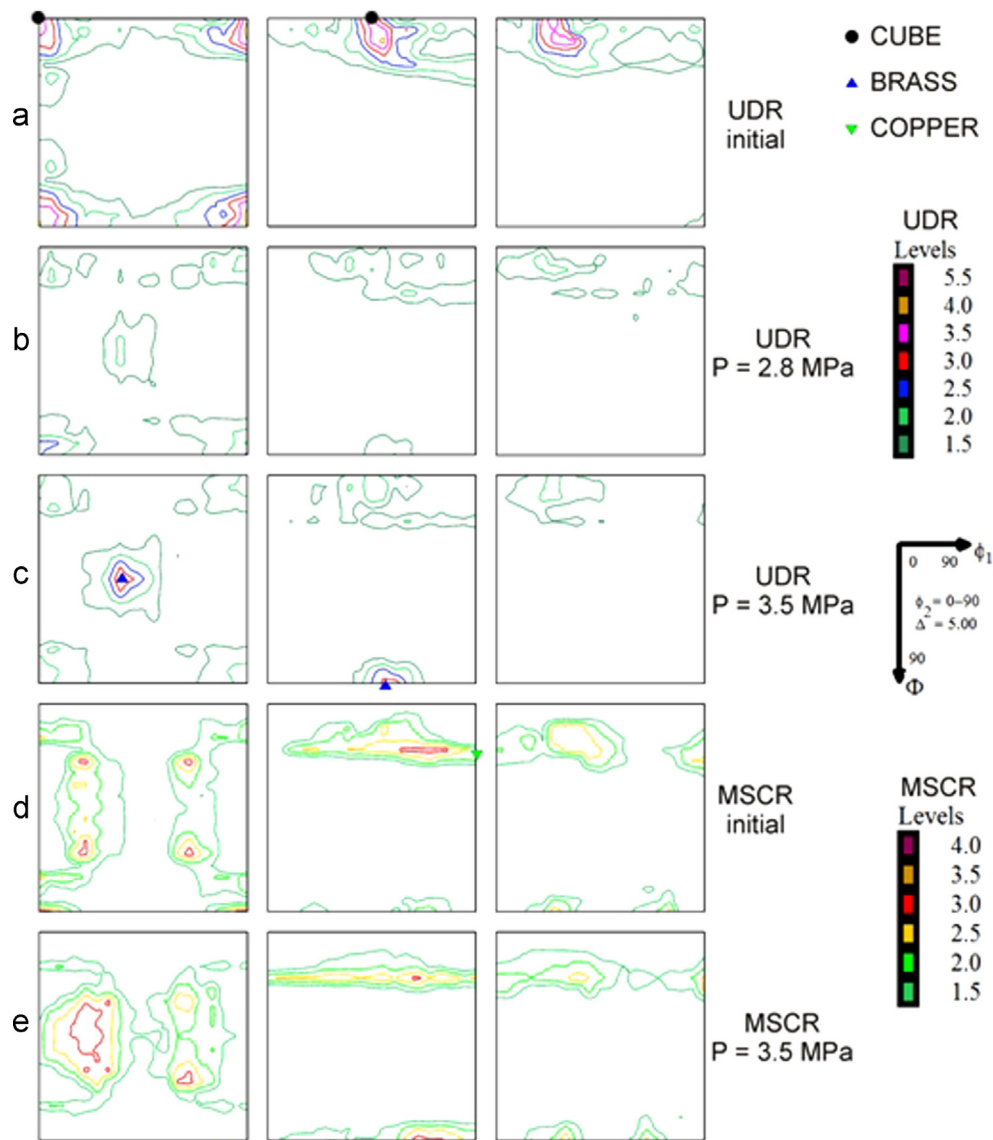 CUBE
BRASS
COPPER
a
UDR
initial
UDR
Levels
5.5
4.0
3.5
3.0
2.5
2.0
1.5
b
UDR
P = 2.8 MPa
c
UDR
P = 3.5 MPa
0 90 ϕ1
ϕ2 = 0–90
Δ = 5.00
90
Φ
d
MSCR
initial
MSCR
Levels
4.0
3.5
3.0
2.5
2.0
1.5
e
MSCR
P = 3.5 MPa